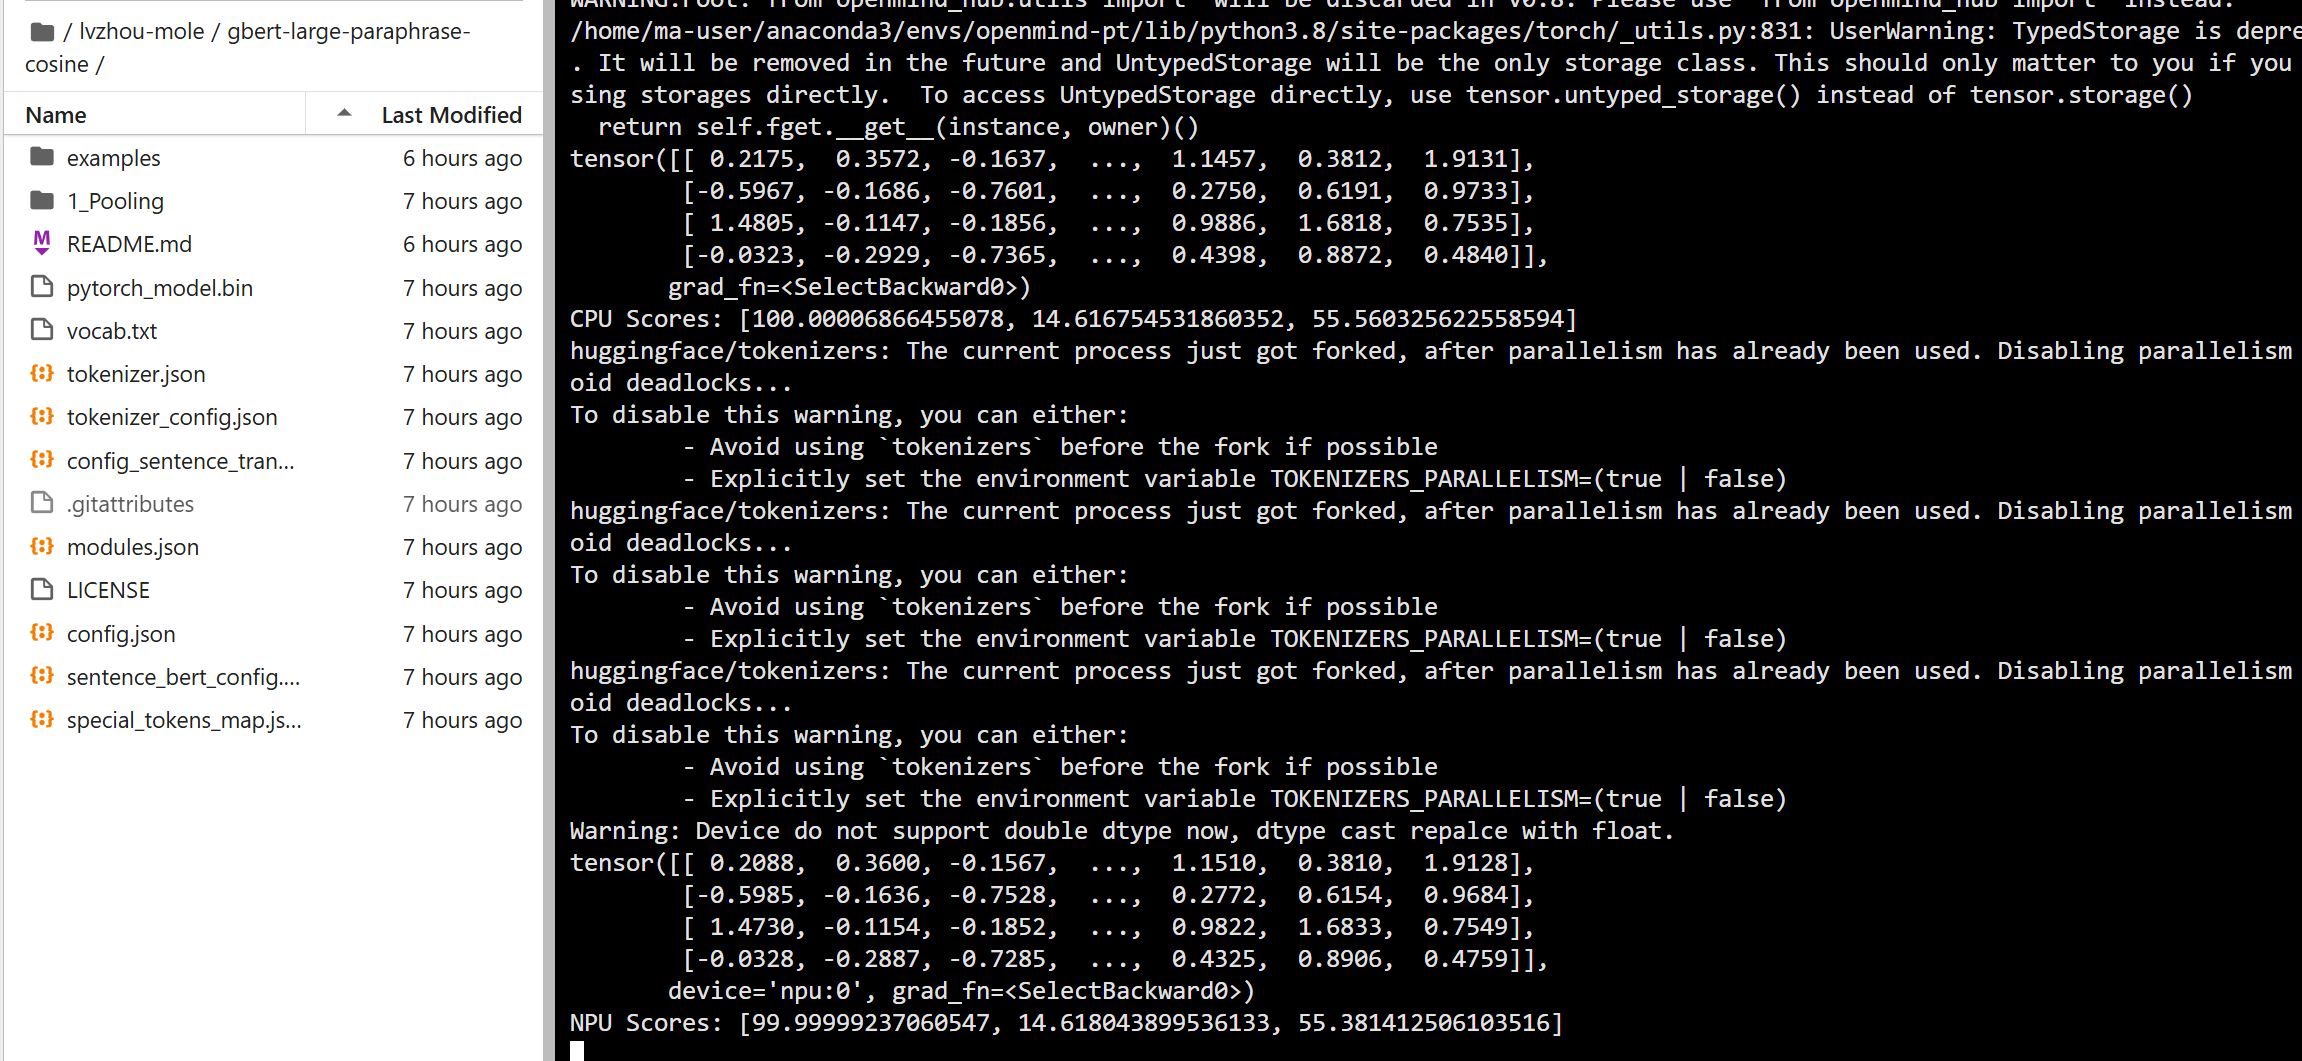 / lvzhou-mole / gbert-large-paraphrase-
cosine /
Name Last Modified
examples 6 hours ago
1_Pooling 7 hours ago
README.md 6 hours ago
pytorch_model.bin 7 hours ago
vocab.txt 7 hours ago
tokenizer.json 7 hours ago
tokenizer_config.json 7 hours ago
config_sentence_tran... 7 hours ago
.gitattributes 7 hours ago
modules.json 7 hours ago
LICENSE 7 hours ago
config.json 7 hours ago
sentence_bert_config.... 7 hours ago
special_tokens_map.js... 7 hours ago
WARNING:root:`from openmind_hub.utils import` will be discarded in v0.8. Please use `from openmind_hub import` instead.
/home/ma-user/anaconda3/envs/openmind-pt/lib/python3.8/site-packages/torch/_utils.py:831: UserWarning: TypedStorage is depre
. It will be removed in the future and UntypedStorage will be the only storage class. This should only matter to you if you
sing storages directly.  To access UntypedStorage directly, use tensor.untyped_storage() instead of tensor.storage()
  return self.fget.__get__(instance, owner)()
tensor([[ 0.2175,  0.3572, -0.1637,  ...,  1.1457,  0.3812,  1.9131],
        [-0.5967, -0.1686, -0.7601,  ...,  0.2750,  0.6191,  0.9733],
        [ 1.4805, -0.1147, -0.1856,  ...,  0.9886,  1.6818,  0.7535],
        [-0.0323, -0.2929, -0.7365,  ...,  0.4398,  0.8872,  0.4840]],
       grad_fn=<SelectBackward0>)
CPU Scores: [100.00006866455078, 14.616754531860352, 55.560325622558594]
huggingface/tokenizers: The current process just got forked, after parallelism has already been used. Disabling parallelism
oid deadlocks...
To disable this warning, you can either:
        - Avoid using `tokenizers` before the fork if possible
        - Explicitly set the environment variable TOKENIZERS_PARALLELISM=(true | false)
huggingface/tokenizers: The current process just got forked, after parallelism has already been used. Disabling parallelism
oid deadlocks...
To disable this warning, you can either:
        - Avoid using `tokenizers` before the fork if possible
        - Explicitly set the environment variable TOKENIZERS_PARALLELISM=(true | false)
huggingface/tokenizers: The current process just got forked, after parallelism has already been used. Disabling parallelism
oid deadlocks...
To disable this warning, you can either:
        - Avoid using `tokenizers` before the fork if possible
        - Explicitly set the environment variable TOKENIZERS_PARALLELISM=(true | false)
Warning: Device do not support double dtype now, dtype cast repalce with float.
tensor([[ 0.2088,  0.3600, -0.1567,  ...,  1.1510,  0.3810,  1.9128],
        [-0.5985, -0.1636, -0.7528,  ...,  0.2772,  0.6154,  0.9684],
        [ 1.4730, -0.1154, -0.1852,  ...,  0.9822,  1.6833,  0.7549],
        [-0.0328, -0.2887, -0.7285,  ...,  0.4325,  0.8906,  0.4759]],
       device='npu:0', grad_fn=<SelectBackward0>)
NPU Scores: [99.99999237060547, 14.618043899536133, 55.381412506103516]